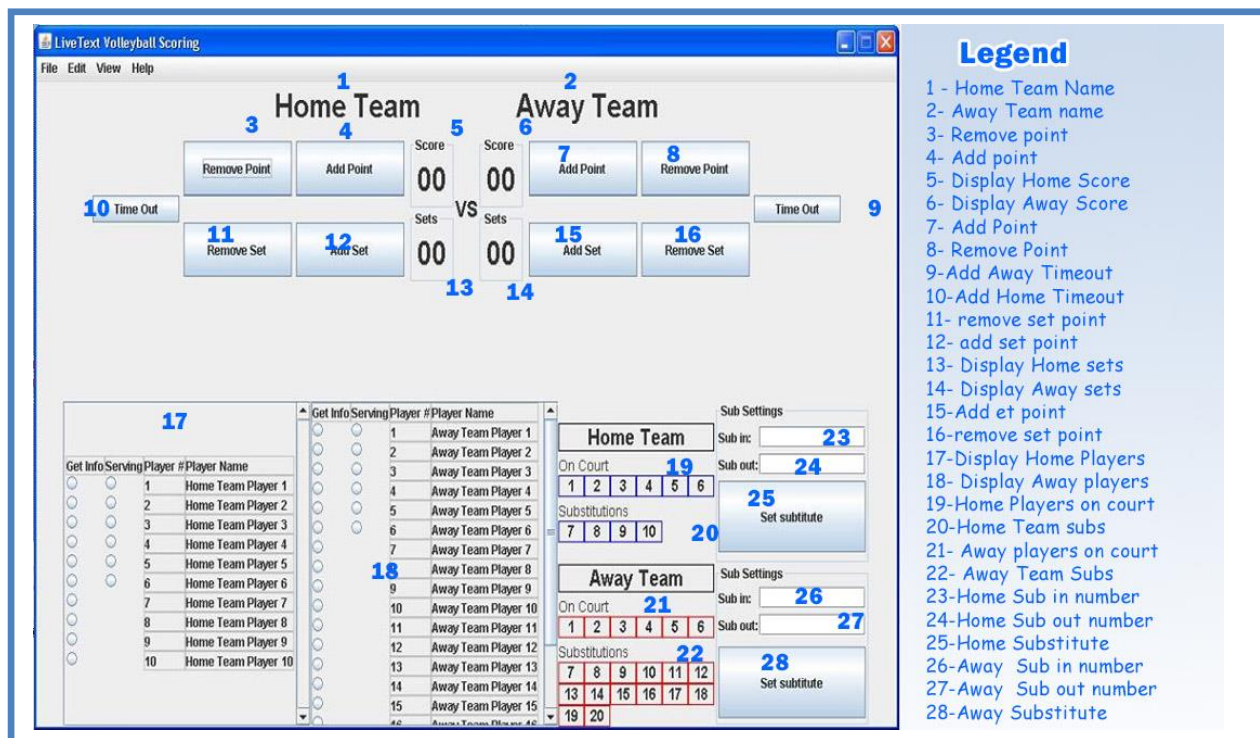 LiveText Volleyball Scoring
File Edit View Help
1 2
Home Team Away Team
3 4 5 6 7 8
Remove Point Add Point Score 00 Score 00 Add Point Remove Point
10 Time Out VS Time Out 9
11 12 15 16
Remove Set Add Set Sets 00 Sets 00 Add Set Remove Set
13 14
17
Get Info Serving Player # Player Name
1 Home Team Player 1
2 Home Team Player 2
3 Home Team Player 3
4 Home Team Player 4
5 Home Team Player 5
6 Home Team Player 6
7 Home Team Player 7
8 Home Team Player 8
9 Home Team Player 9
10 Home Team Player 10
Get Info Serving Player # Player Name
1 Away Team Player 1
2 Away Team Player 2
3 Away Team Player 3
4 Away Team Player 4
5 Away Team Player 5
6 Away Team Player 6
7 Away Team Player 7
18 Away Team Player 8
9 Away Team Player 9
10 Away Team Player 10
11 Away Team Player 11
12 Away Team Player 12
13 Away Team Player 13
14 Away Team Player 14
15 Away Team Player 15
Home Team
On Court 19
1 2 3 4 5 6
Substitutions
7 8 9 10 20
Away Team
On Court 21
1 2 3 4 5 6
Substitutions 22
7 8 9 10 11 12
13 14 15 16 17 18
19 20
Sub Settings
Sub in: 23
Sub out: 24
25
Set subtitute
Sub Settings
Sub in: 26
Sub out: 27
28
Set subtitute
Legend
1 - Home Team Name
2- Away Team name
3- Remove point
4- Add point
5- Display Home Score
6- Display Away Score
7- Add Point
8- Remove Point
9-Add Away Timeout
10-Add Home Timeout
11- remove set point
12- add set point
13- Display Home sets
14- Display Away sets
15-Add et point
16-remove set point
17-Display Home Players
18- Display Away players
19-Home Players on court
20-Home Team subs
21- Away players on court
22- Away Team Subs
23-Home Sub in number
24-Home Sub out number
25-Home Substitute
26-Away Sub in number
27-Away Sub out number
28-Away Substitute